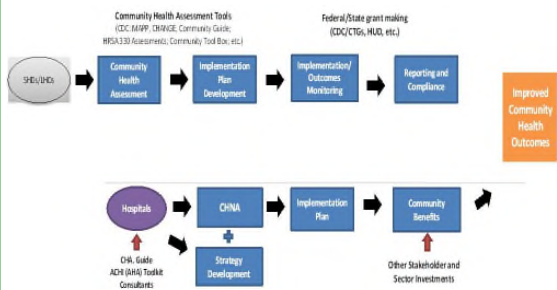 Community Health Assessment Tools
(CDC: MAPP, CHANGE, Community Guide;
HRSA 330 Assessments; Community Tool Box; etc.)
Federal/State grant making
(CDC/CTGs, HUD, etc.)
SHDs/LHDs
Community
Health
Assessment
Implementation
Plan
Development
Implementation/
Outcomes
Monitoring
Reporting and
Compliance
Improved
Community
Health
Outcomes
Hospitals
CHNA
Implementation
Plan
Community
Benefits
CHA. Guide
ACHI (AHA) Toolkit
Consultants
Strategy
Development
Other Stakeholder and
Sector Investments